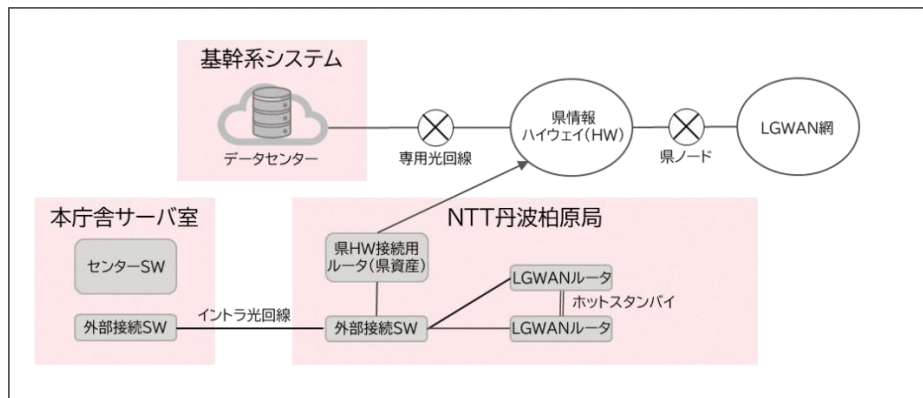 基幹系システム
データセンター
専用光回線
県情報
ハイウェイ(HW)
県ノード
LGWAN網
本庁舎サーバ室
センターSW
外部接続SW
イントラ光回線
NTT丹波柏原局
県HW接続用
ルータ(県資産)
外部接続SW
LGWANルータ
ホットスタンバイ
LGWANルータ